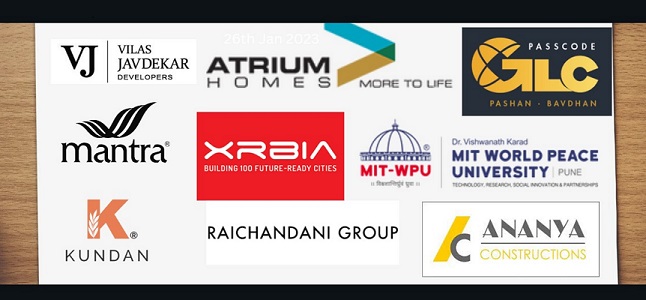 26th Jan 2023
VJ
VILAS
JAVDEKAR
DEVELOPERS
ATRIUM
HOMES
MORE TO LIFE
PASSCODE
GLC
PASHAN - BAVDHAN
mantra®
XRBIA
BUILDING 100 FUTURE-READY CITIES
MIT-WPU
Dr. Vishwanath Karad
MIT WORLD PEACE
UNIVERSITY | PUNE
TECHNOLOGY, RESEARCH, SOCIAL INNOVATION & PARTNERSHIPS
K®
KUNDAN
RAICHANDANI GROUP
ANANYA
CONSTRUCTIONS